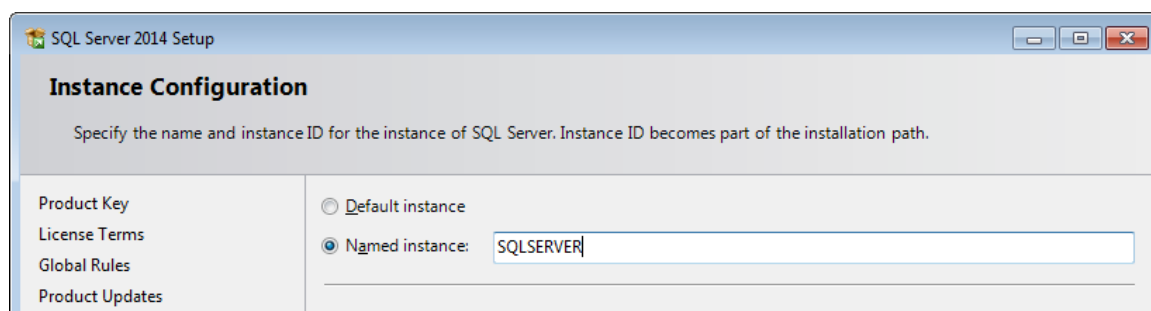 SQL Server 2014 Setup
Instance Configuration
Specify the name and instance ID for the instance of SQL Server. Instance ID becomes part of the installation path.
Product Key
License Terms
Global Rules
Product Updates
Default instance
Named instance: SQLSERVER